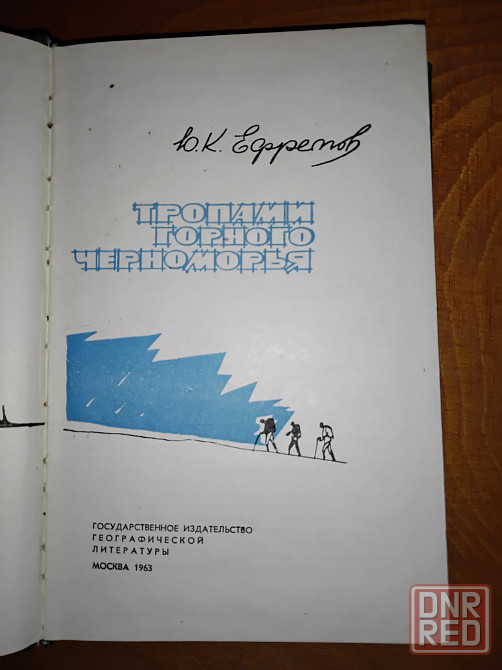 Ю.К. Ефремов
ТРОПАМИ
ГОРНОГО
ЧЕРНОМОРЬЯ
ГОСУДАРСТВЕННОЕ ИЗДАТЕЛЬСТВО
ГЕОГРАФИЧЕСКОЙ
ЛИТЕРАТУРЫ
МОСКВА 1963
DNR
RED